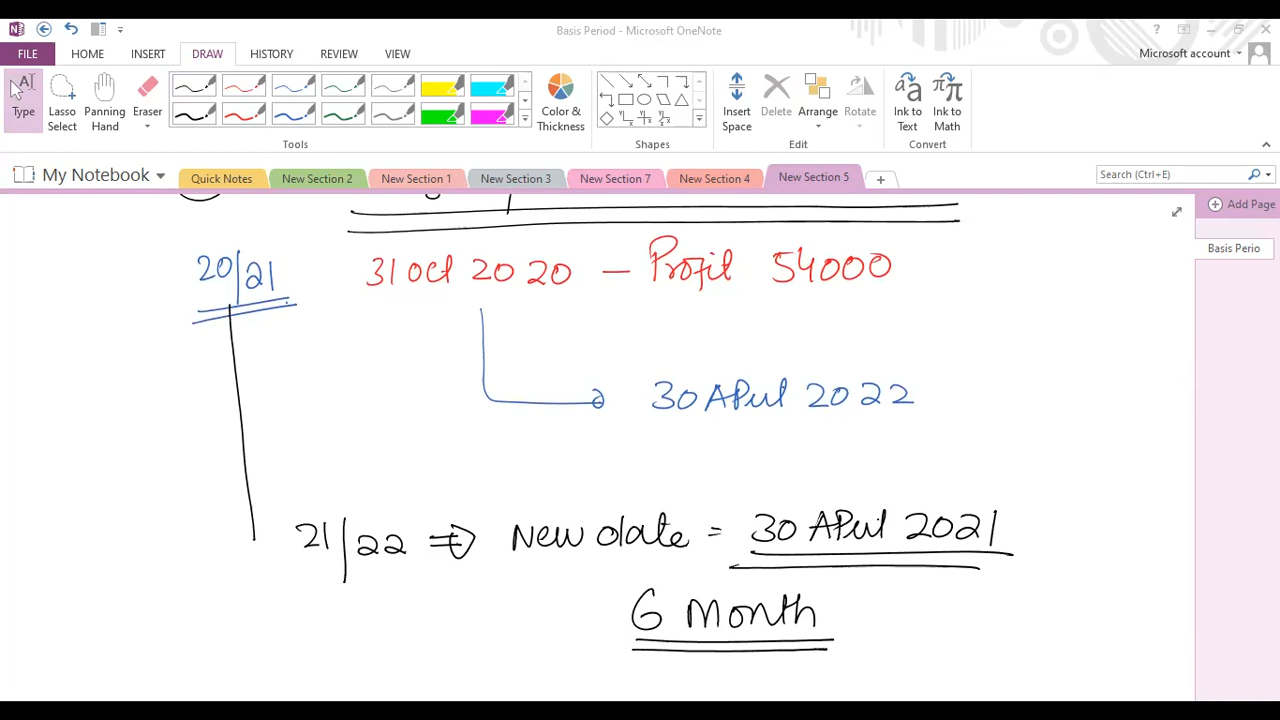 Basis Period - Microsoft OneNote
FILE HOME INSERT DRAW HISTORY REVIEW VIEW
Microsoft account
Type
Lasso Select
Panning Hand
Eraser
Color & Thickness
Insert Space
Delete
Arrange
Rotate
Ink to Text
Ink to Math
Tools
Shapes
Edit
Convert
My Notebook
Quick Notes
New Section 2
New Section 1
New Section 3
New Section 7
New Section 4
New Section 5
Search (Ctrl+E)
Add Page
Basis Perio
20/21
31 Oct 2020 - Profit 54000
30 APril 2022
21/22 ⇒ New date = 30 APril 2021
6 Month